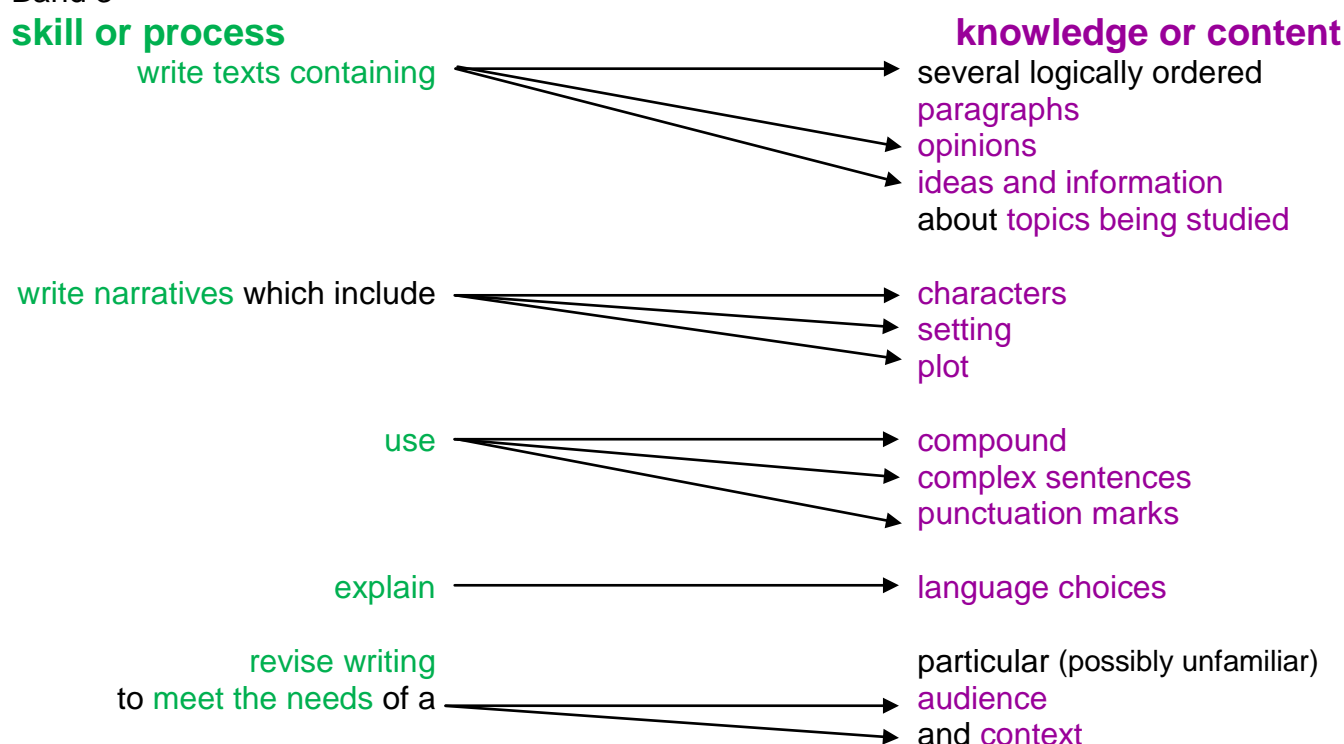 Band
skill or process
knowledge or content
write texts containing
several logically ordered
paragraphs
opinions
ideas and information
about topics being studied
write narratives which include
characters
setting
plot
use
compound
complex sentences
punctuation marks
explain
language choices
revise writing
to meet the needs of a
particular (possibly unfamiliar)
audience
and context